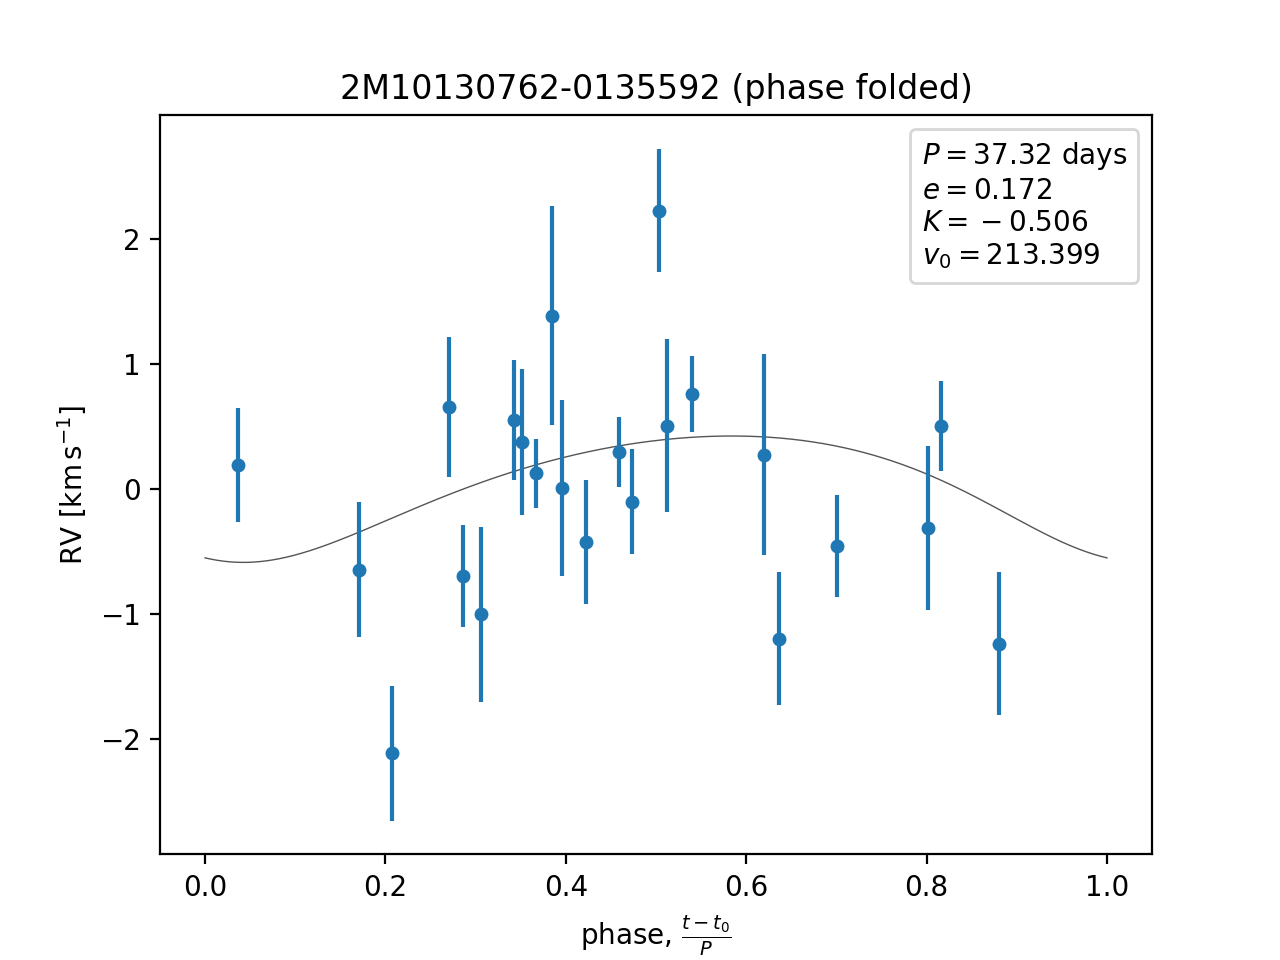 2M10130762-0135592 (phase folded)
P = 37.32 days
e = 0.172
K = −0.506
v₀ = 213.399
2
1
0
−1
−2
RV [km s⁻¹]
0.0 0.2 0.4 0.6 0.8 1.0
phase, (t − t₀)/P